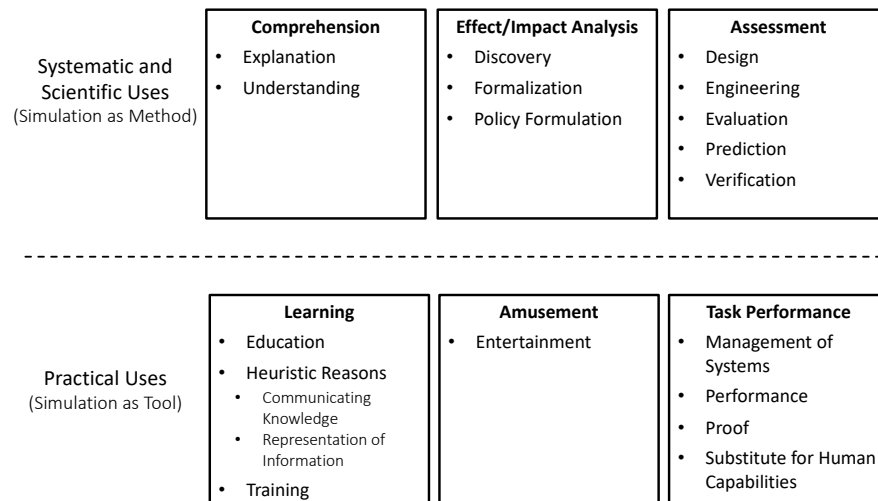 Systematic and
Scientific Uses
(Simulation as Method)
Comprehension
• Explanation
• Understanding
Effect/Impact Analysis
• Discovery
• Formalization
• Policy Formulation
Assessment
• Design
• Engineering
• Evaluation
• Prediction
• Verification
Practical Uses
(Simulation as Tool)
Learning
• Education
• Heuristic Reasons
• Communicating
Knowledge
• Representation of
Information
• Training
Amusement
• Entertainment
Task Performance
• Management of
Systems
• Performance
• Proof
• Substitute for Human
Capabilities